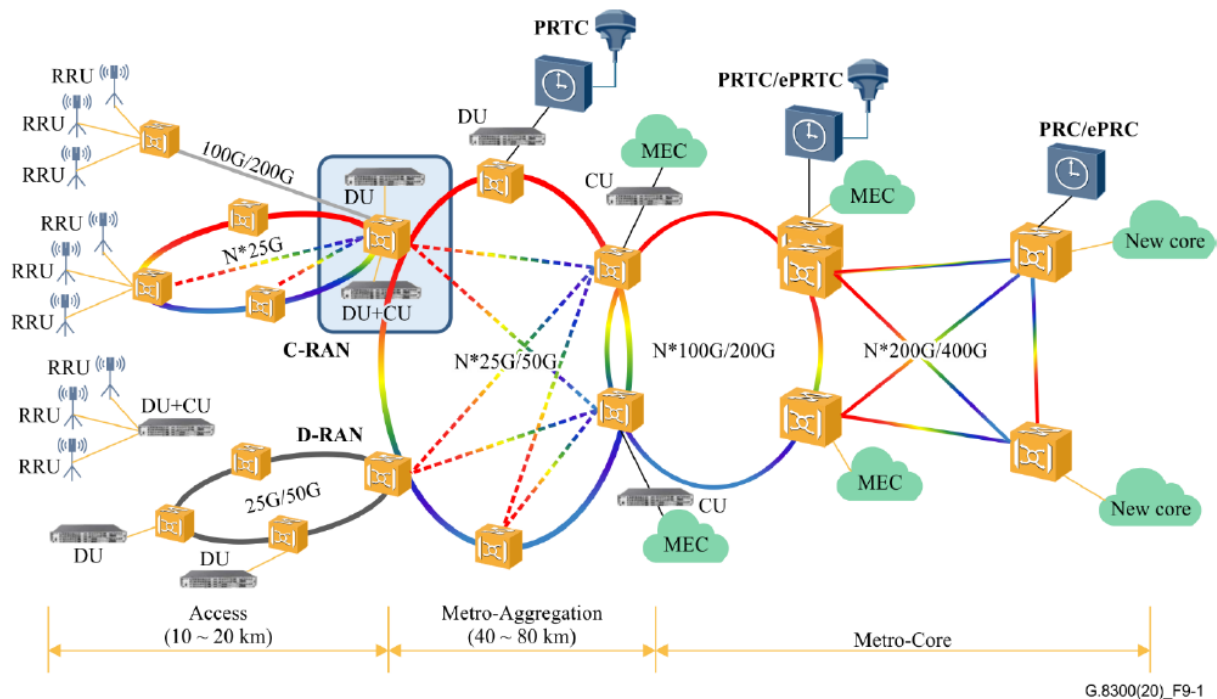 PRTC
PRTC/ePRTC
PRC/ePRC
RRU
RRU
RRU
100G/200G
DU
DU
MEC
CU
MEC
New core
RRU
RRU
RRU
N*25G
DU+CU
C-RAN
N*25G/50G
N*100G/200G
N*200G/400G
RRU
RRU
RRU
DU+CU
D-RAN
25G/50G
DU
DU
CU
MEC
MEC
New core
Access
(10 ~ 20 km)
Metro-Aggregation
(40 ~ 80 km)
Metro-Core
G.8300(20)_F9-1